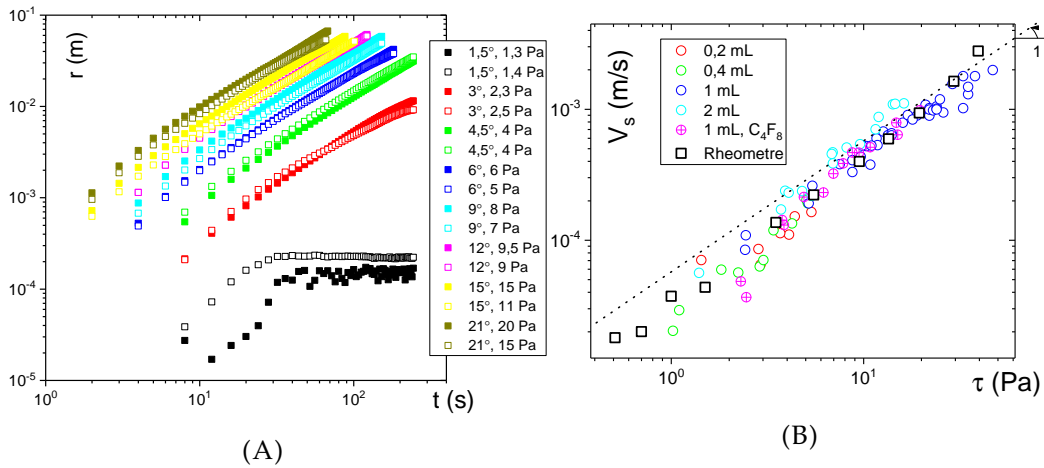 r (m)
10⁻¹
10⁻²
10⁻³
10⁻⁴
10⁻⁵
10⁰
10¹
10²
t (s)
1,5°, 1,3 Pa
1,5°, 1,4 Pa
3°, 2,3 Pa
3°, 2,5 Pa
4,5°, 4 Pa
4,5°, 4 Pa
6°, 6 Pa
6°, 5 Pa
9°, 8 Pa
9°, 7 Pa
12°, 9,5 Pa
12°, 9 Pa
15°, 15 Pa
15°, 11 Pa
21°, 20 Pa
21°, 15 Pa
(A)
V_s (m/s)
10⁻³
10⁻⁴
10⁰
10¹
τ (Pa)
0,2 mL
0,4 mL
1 mL
2 mL
1 mL, C₄F₈
Rheometre
1
(B)